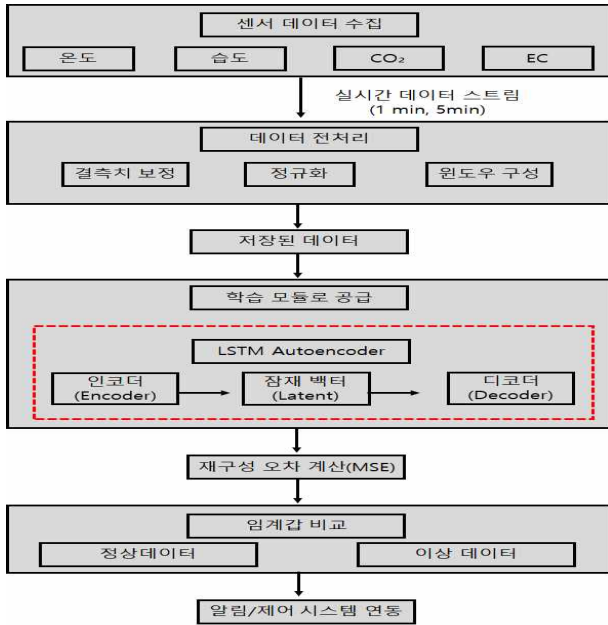 센서 데이터 수집
온도 습도 CO₂ EC
실시간 데이터 스트림
(1 min, 5min)
데이터 전처리
결측치 보정 정규화 윈도우 구성
저장된 데이터
학습 모듈로 공급
LSTM Autoencoder
인코더 잠재 백터 디코더
(Encoder) (Latent) (Decoder)
재구성 오차 계산(MSE)
임계갑 비교
정상데이터 이상 데이터
알림/제어 시스템 연동